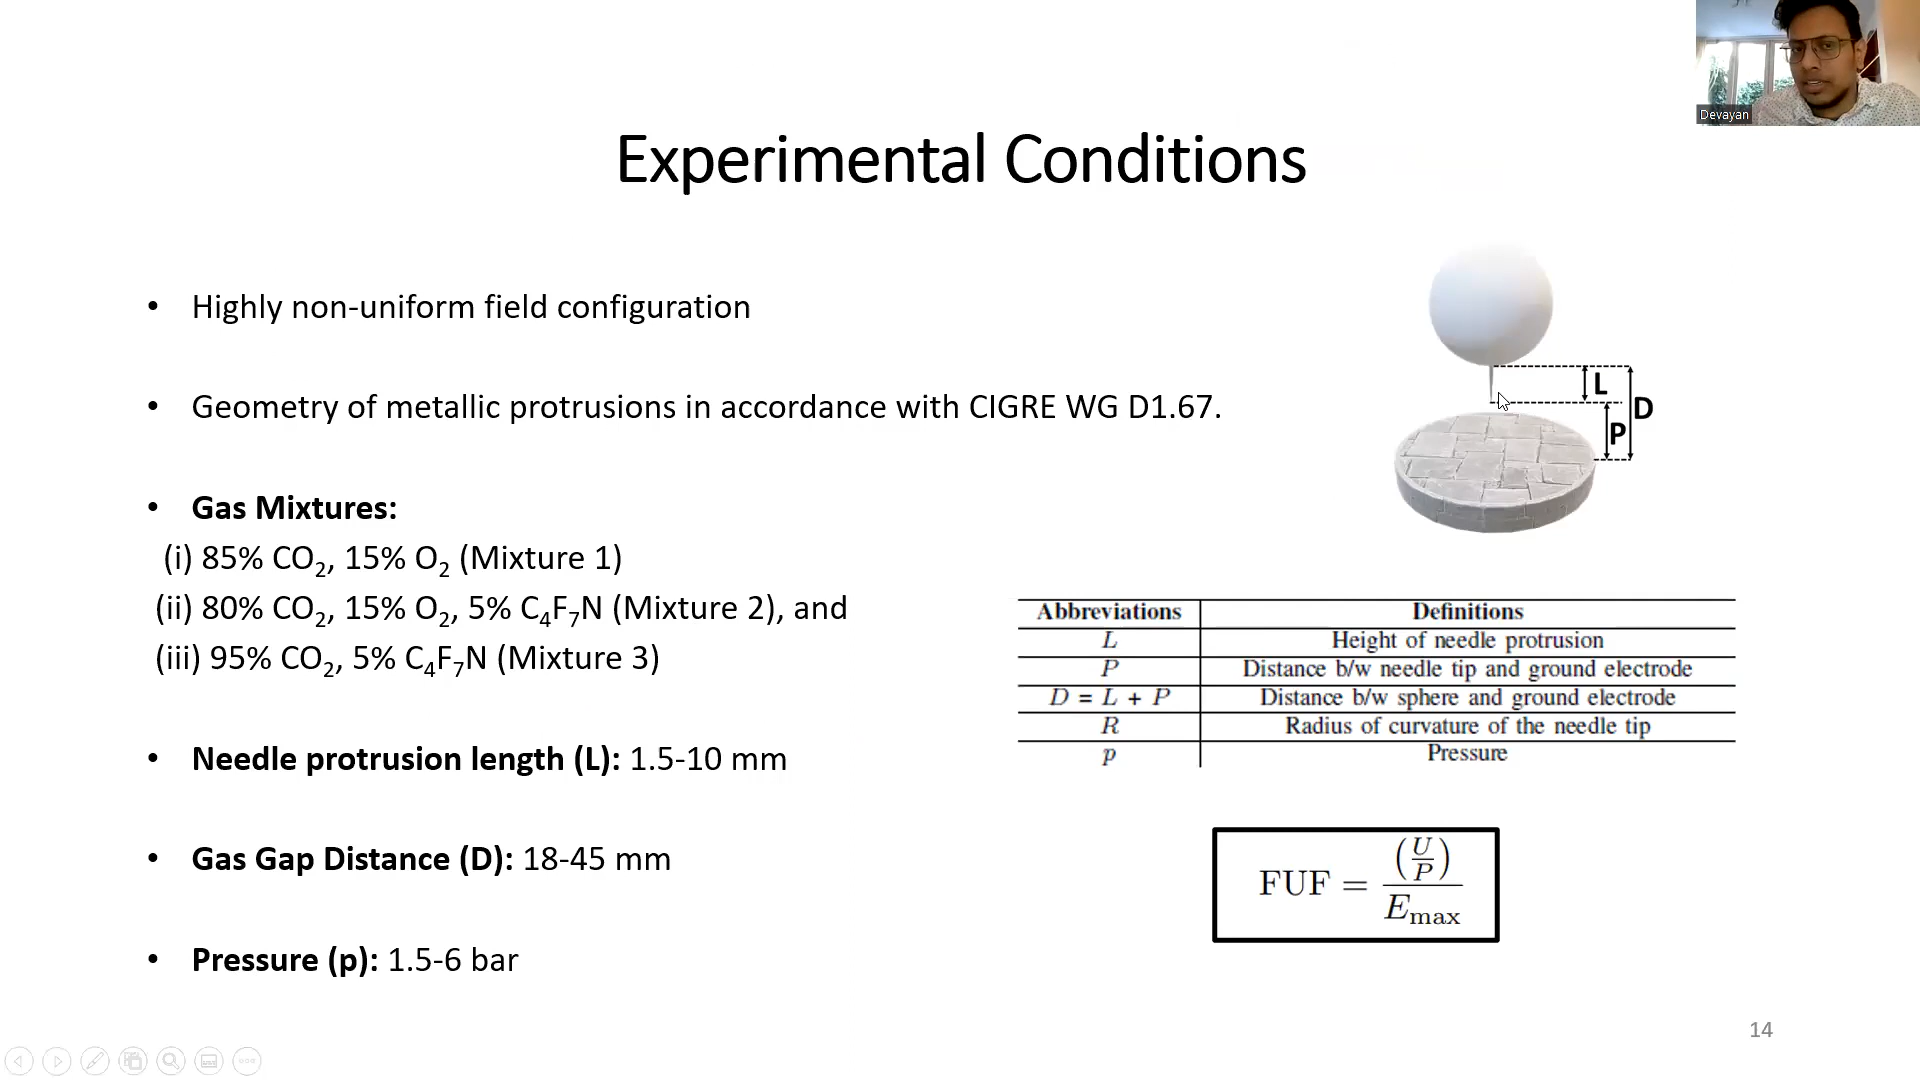 Devayan
Experimental Conditions
• Highly non-uniform field configuration
• Geometry of metallic protrusions in accordance with CIGRE WG D1.67.
• Gas Mixtures:
(i) 85% CO₂, 15% O₂ (Mixture 1)
(ii) 80% CO₂, 15% O₂, 5% C₄F₇N (Mixture 2), and
(iii) 95% CO₂, 5% C₄F₇N (Mixture 3)
• Needle protrusion length (L): 1.5-10 mm
• Gas Gap Distance (D): 18-45 mm
• Pressure (p): 1.5-6 bar
L
D
P
Abbreviations Definitions
L Height of needle protrusion
P Distance b/w needle tip and ground electrode
D = L + P Distance b/w sphere and ground electrode
R Radius of curvature of the needle tip
p Pressure
FUF = (U/P) / Emax
14